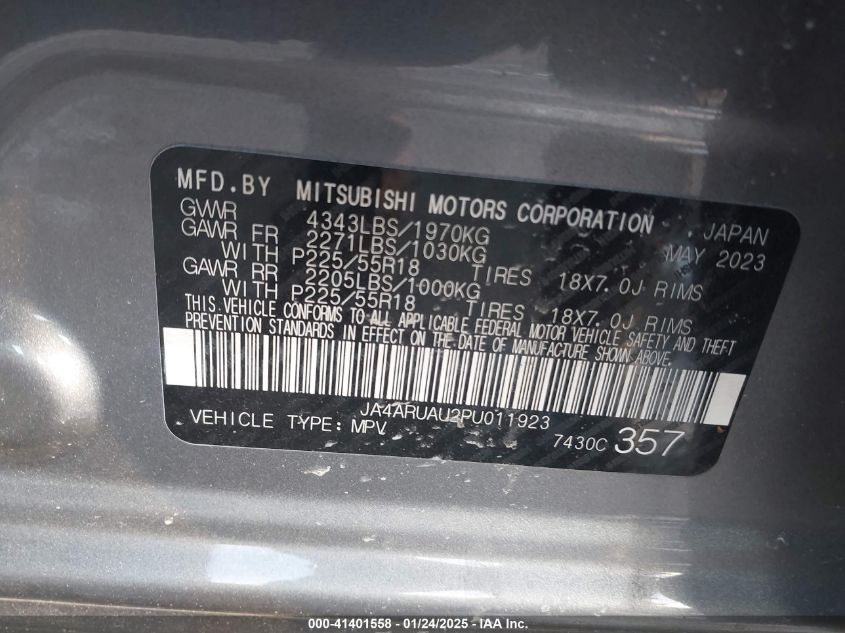 MFD.BY MITSUBISHI MOTORS CORPORATION JAPAN
GVWR 4343LBS/1970KG MAY 2023
GAWR FR 2271LBS/1030KG
WITH P225/55R18 TIRES 18X7.0J RIMS
GAWR RR 2205LBS/1000KG
WITH P225/55R18 TIRES 18X7.0J RIMS
THIS VEHICLE CONFORMS TO ALL APPLICABLE FEDERAL MOTOR VEHICLE SAFETY AND THEFT
PREVENTION STANDARDS IN EFFECT ON THE DATE OF MANUFACTURE SHOWN ABOVE.
JA4ARUAU2PU011923
VEHICLE TYPE: MPV 7430C 357
000-41401558 - 01/24/2025 - IAA Inc.